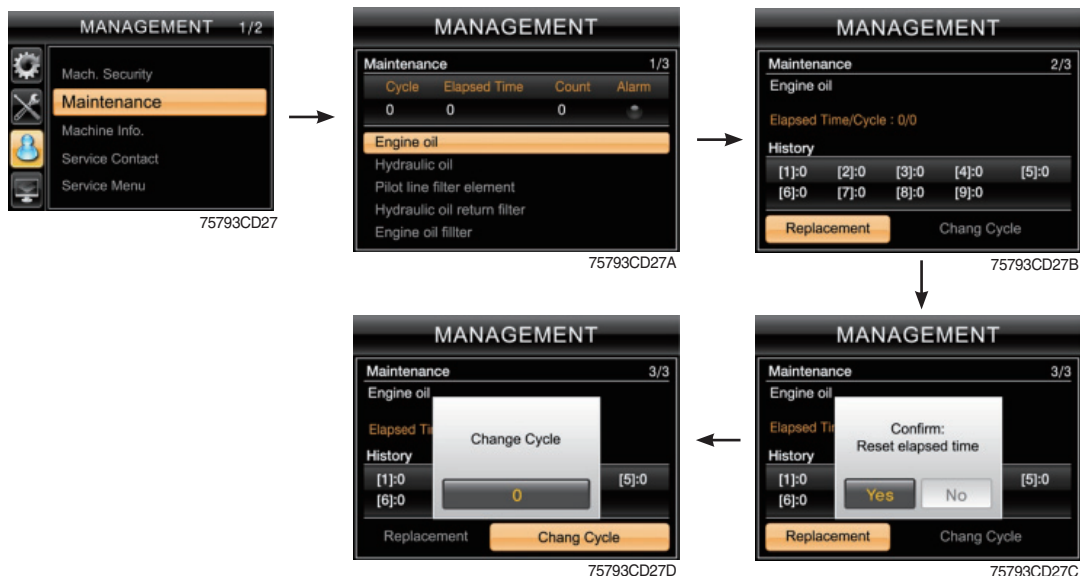 MANAGEMENT 1/2
Mach. Security
Maintenance
Machine Info.
Service Contact
Service Menu
75793CD27
MANAGEMENT
Maintenance 1/3
Cycle Elapsed Time Count Alarm
0 0 0
Engine oil
Hydraulic oil
Pilot line filter element
Hydraulic oil return filter
Engine oil fillter
75793CD27A
MANAGEMENT
Maintenance 2/3
Engine oil
Elapsed Time/Cycle : 0/0
History
[1]:0 [2]:0 [3]:0 [4]:0 [5]:0
[6]:0 [7]:0 [8]:0 [9]:0
Replacement Chang Cycle
75793CD27B
MANAGEMENT
Maintenance 3/3
Engine oil
Elapsed Tir
Confirm:
Reset elapsed time
History
[1]:0 [5]:0
[6]:0
Yes No
Replacement Chang Cycle
75793CD27C
MANAGEMENT
Maintenance 3/3
Engine oil
Elapsed Ti
Change Cycle
History
[1]:0 [5]:0
[6]:0
0
Replacement Chang Cycle
75793CD27D